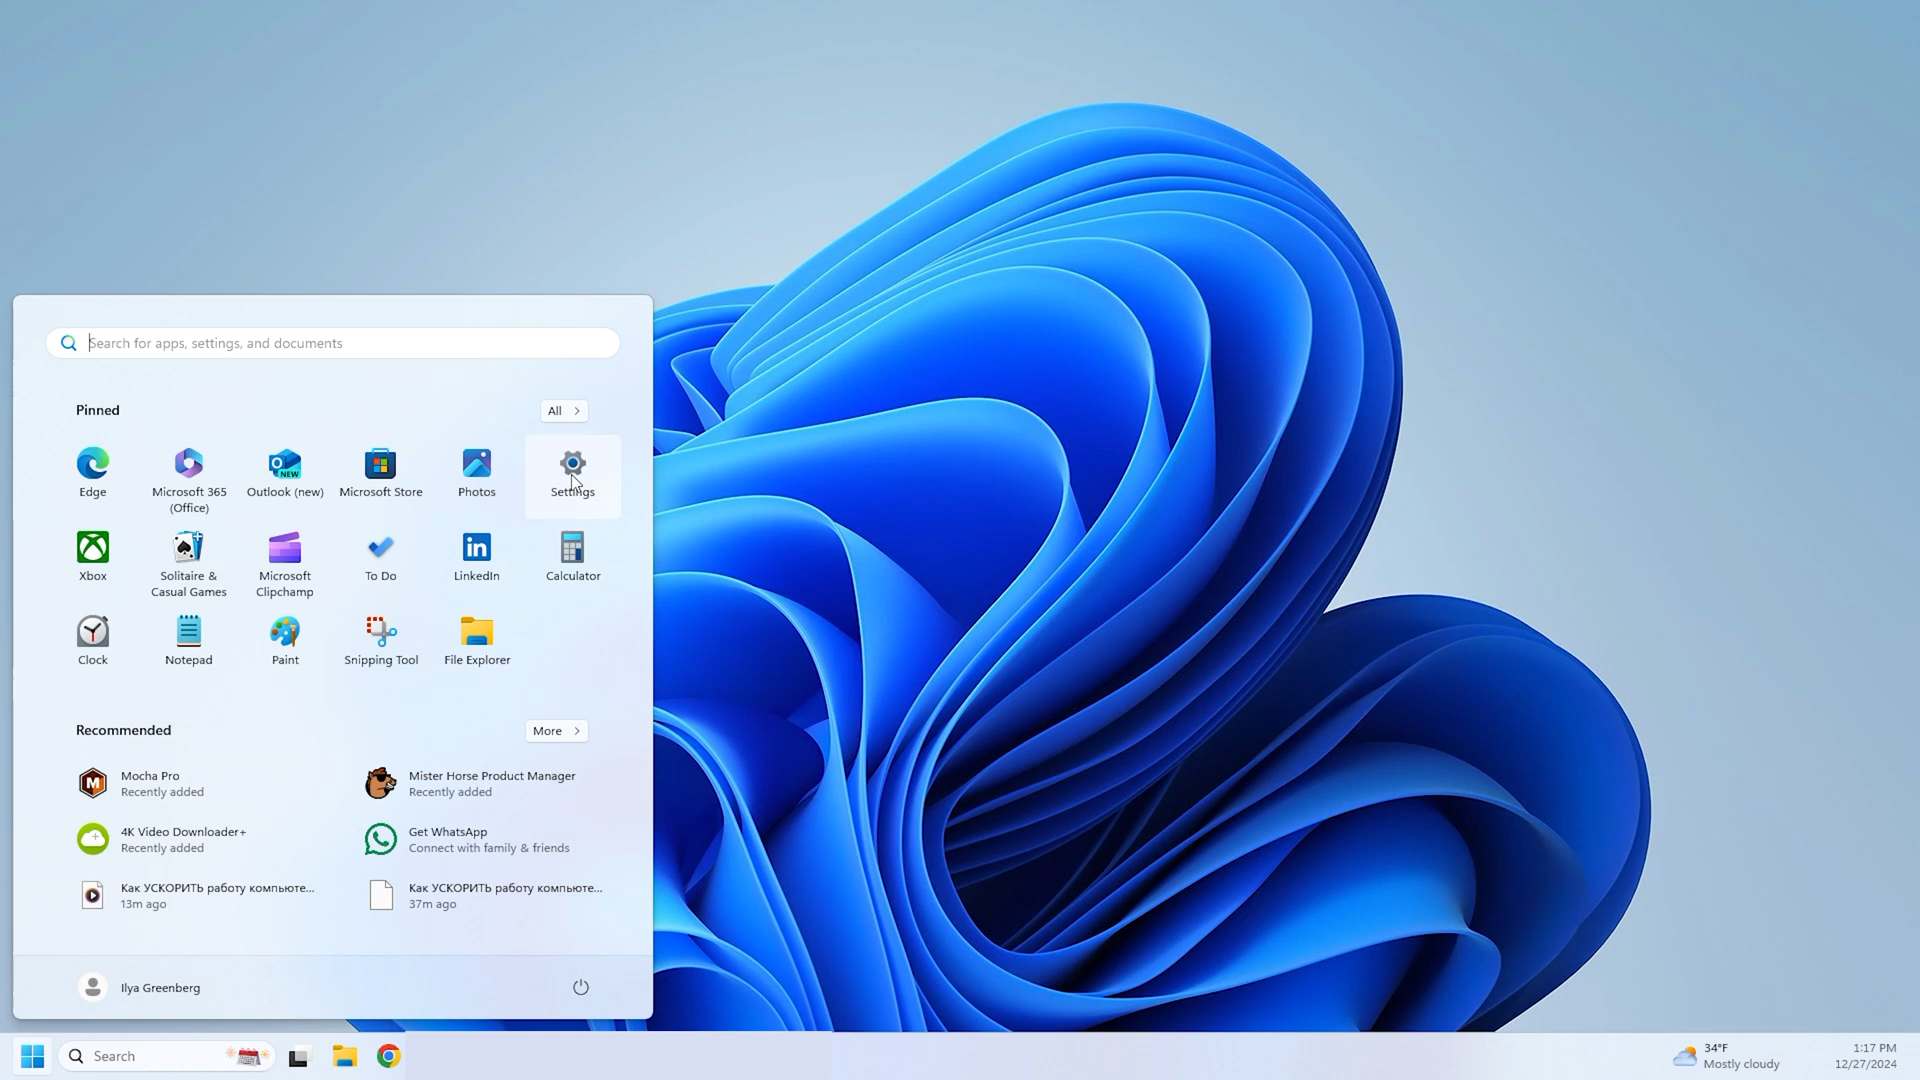 Search for apps, settings, and documents
Pinned
All
Edge
Microsoft 365
(Office)
Outlook (new)
NEW
Microsoft Store
Photos
Settings
Xbox
Solitaire &
Casual Games
Microsoft
Clipchamp
To Do
in
LinkedIn
Calculator
Clock
Notepad
Paint
Snipping Tool
File Explorer
Recommended
More
M
Mocha Pro
Recently added
Mister Horse Product Manager
Recently added
4K Video Downloader+
Recently added
Get WhatsApp
Connect with family & friends
Как УСКОРИТЬ работу компьюте...
13m ago
Как УСКОРИТЬ работу компьюте...
37m ago
Ilya Greenberg
Search
34°F
Mostly cloudy
1:17 PM
12/27/2024